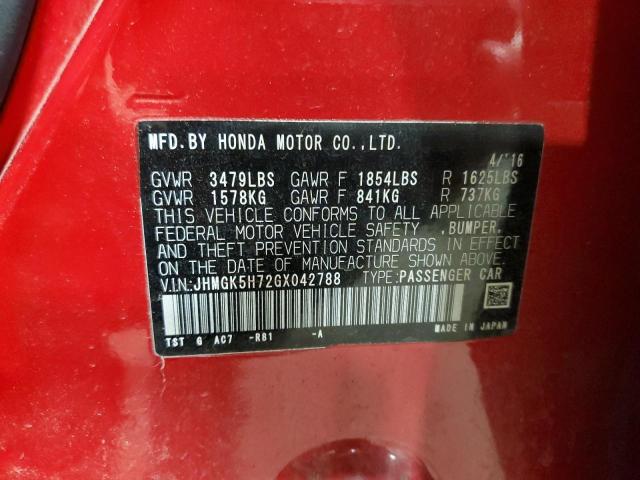 MFD.BY HONDA MOTOR CO.,LTD.
4/'16
GVWR 3479LBS GAWR F 1854LBS R 1625LBS
GVWR 1578KG GAWR F 841KG R 737KG
THIS VEHICLE CONFORMS TO ALL APPLICABLE
FEDERAL MOTOR VEHICLE SAFETY ,BUMPER,
AND THEFT PREVENTION STANDARDS IN EFFECT
ON THE DATE OF MANUFACTURE SHOWN ABOVE.
V.I.N:JHMGK5H72GX042788 TYPE:PASSENGER CAR
TST G AC7 -R81 -A
MADE IN JAPAN